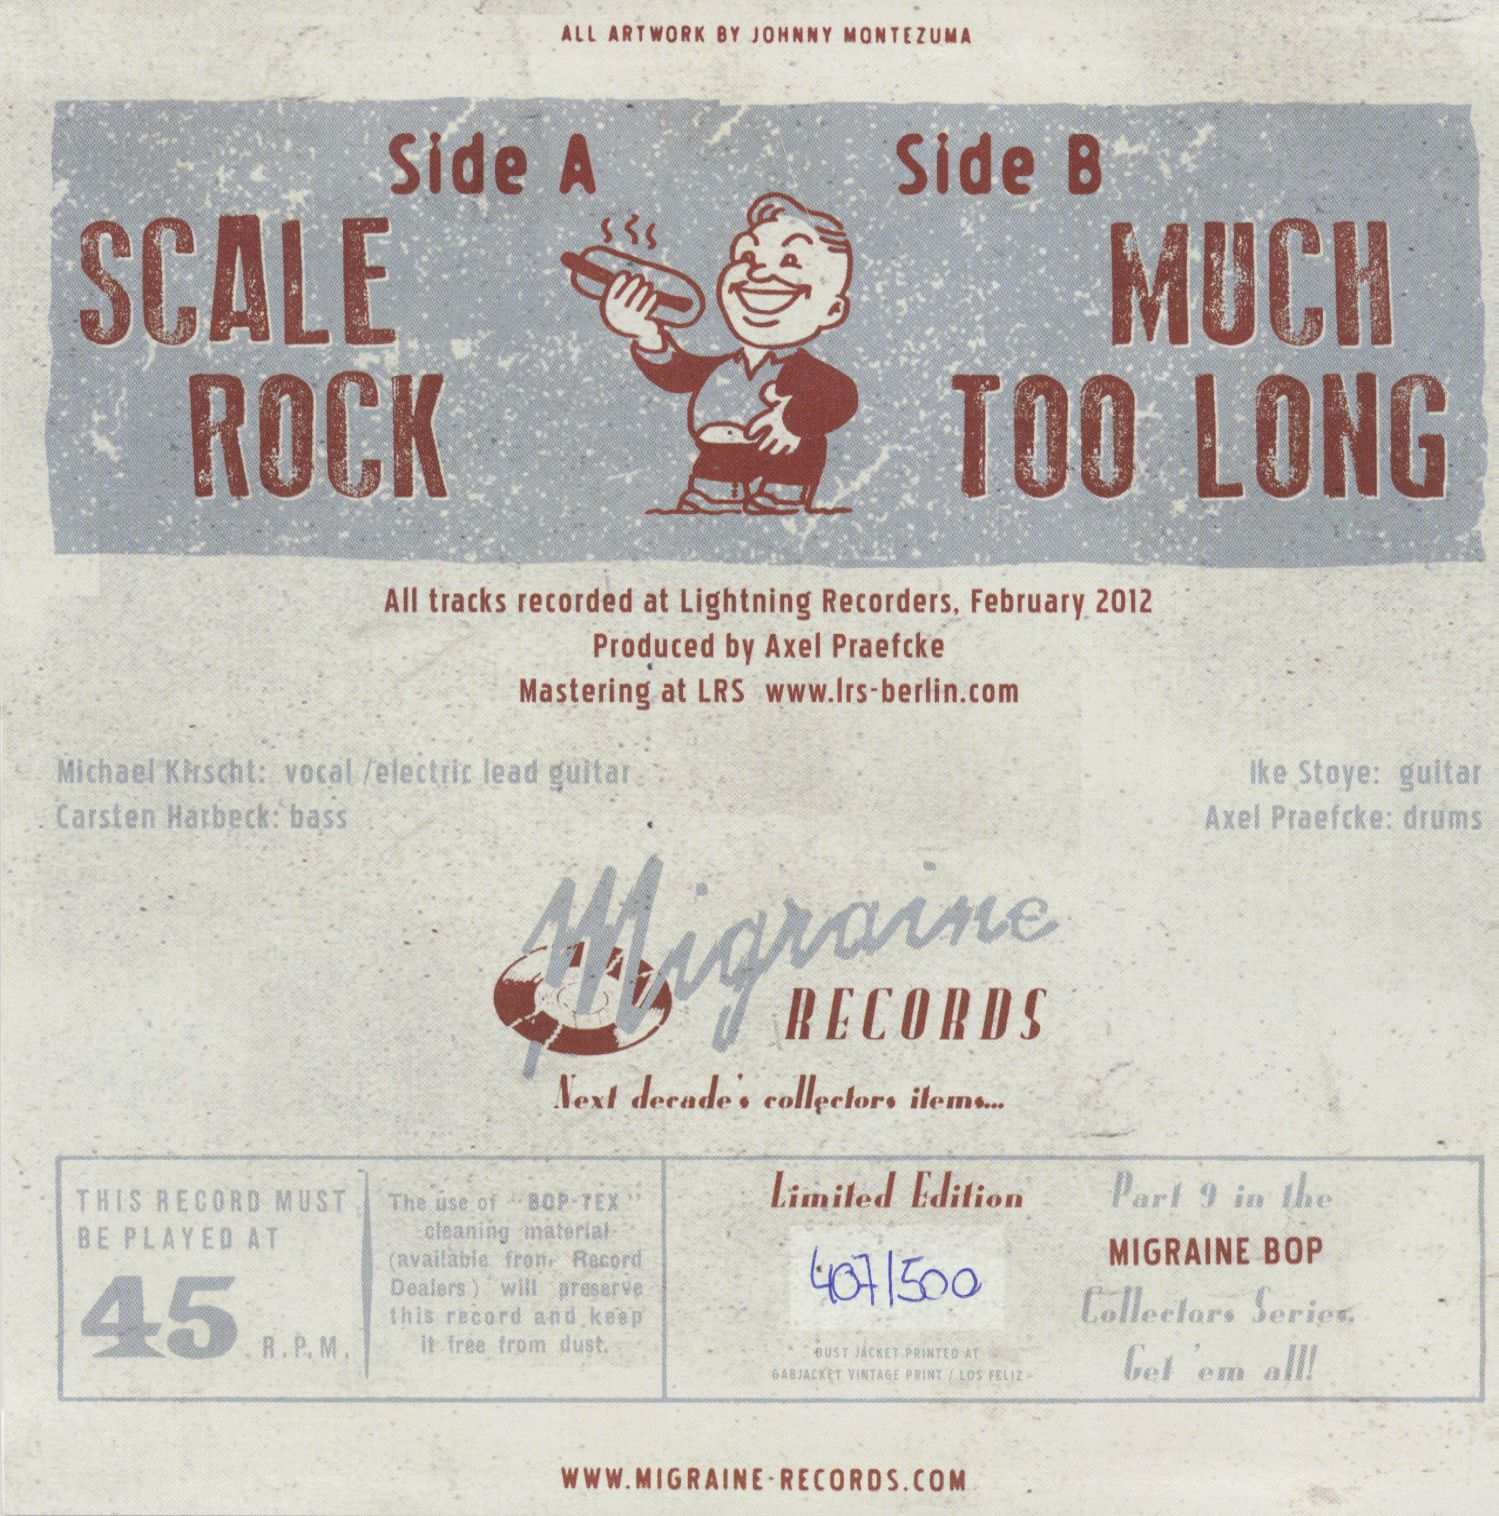 ALL ARTWORK BY JOHNNY MONTEZUMA
Side A
SCALE
ROCK
Side B
MUCH
TOO LONG
All tracks recorded at Lightning Recorders, February 2012
Produced by Axel Praefcke
Mastering at LRS www.lrs-berlin.com
Michael Kirscht: vocal /electric lead guitar
Carsten Harbeck: bass
Ike Stoye: guitar
Axel Praefcke: drums
Migraine
RECORDS
Next decade's collectors items...
THIS RECORD MUST
BE PLAYED AT
45 R.P.M.
The use of "BOP-TEX"
cleaning material
(available from Record
Dealers) will preserve
this record and keep
it free from dust.
Limited Edition
407/500
DUST JACKET PRINTED AT
GABJACKET VINTAGE PRINT / LOS FELIZ
Part 9 in the
MIGRAINE BOP
Collectors Series.
Get 'em all!
WWW.MIGRAINE-RECORDS.COM